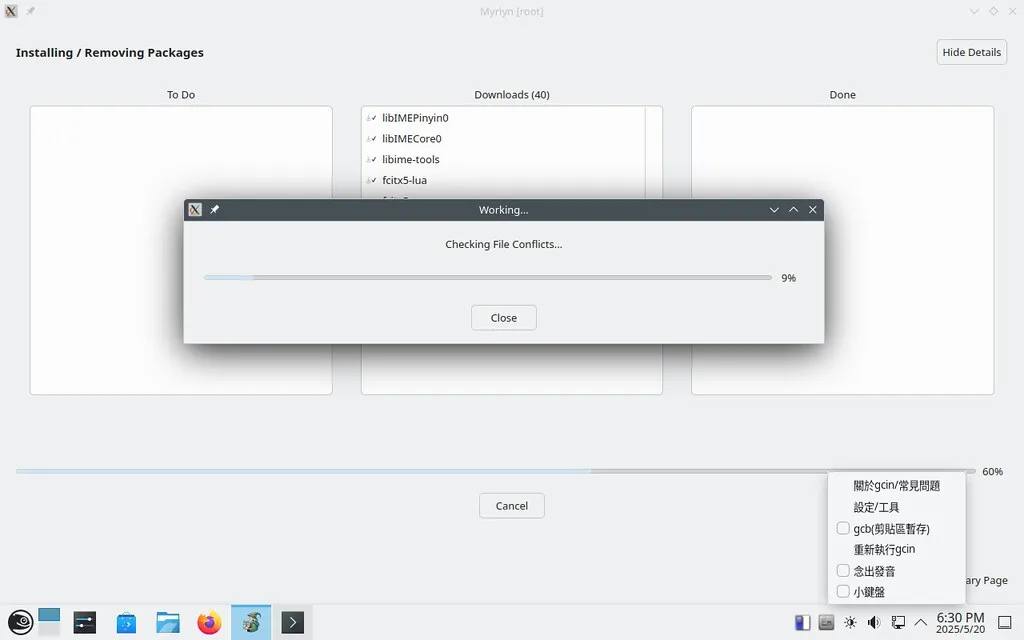 Myrlyn [root]
Installing / Removing Packages
Hide Details
To Do
Downloads (40)
Done
libIMEPinyin0
libIMECore0
libime-tools
fcitx5-lua
Working...
Checking File Conflicts...
9%
Close
60%
Cancel
關於gcin/常見問題
設定/工具
gcb(剪貼區暫存)
重新執行gcin
念出發音
小鍵盤
ary Page
6:30 PM
2025/5/20